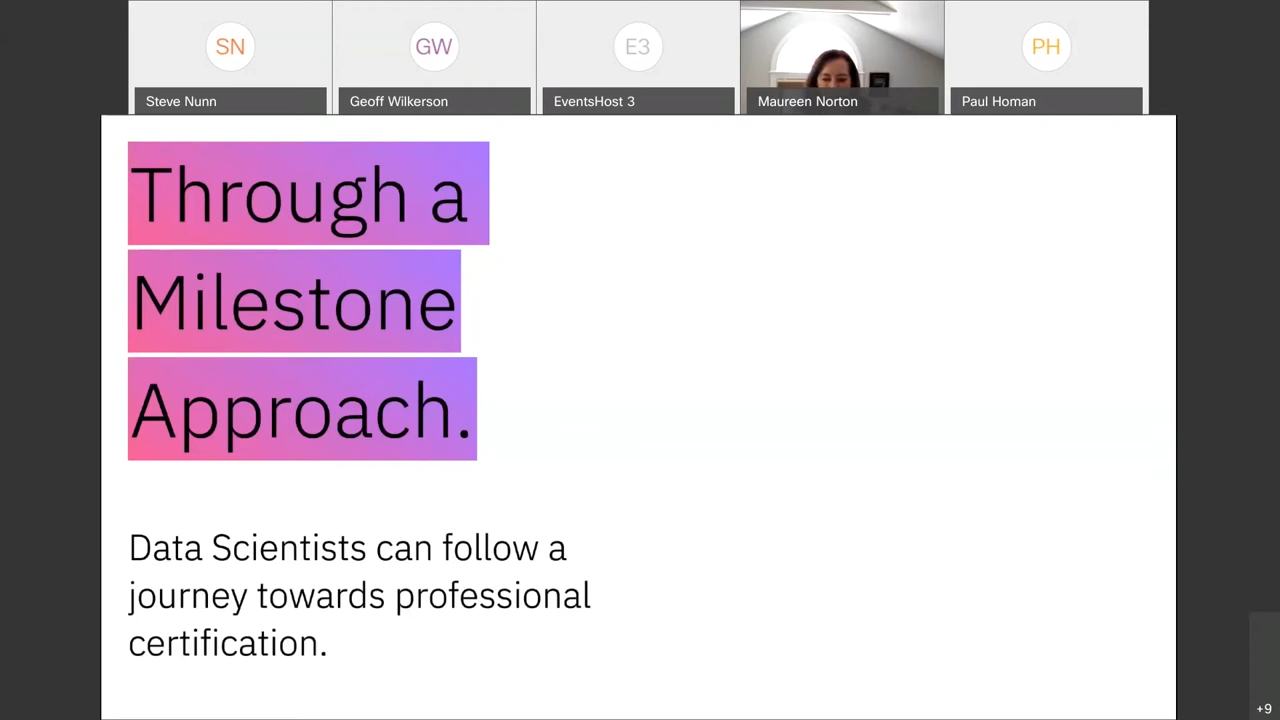 SN
GW
E3
PH
Steve Nunn
Geoff Wilkerson
EventsHost 3
Maureen Norton
Paul Homan
Through a
Milestone
Approach.
Data Scientists can follow a
journey towards professional
certification.
+9